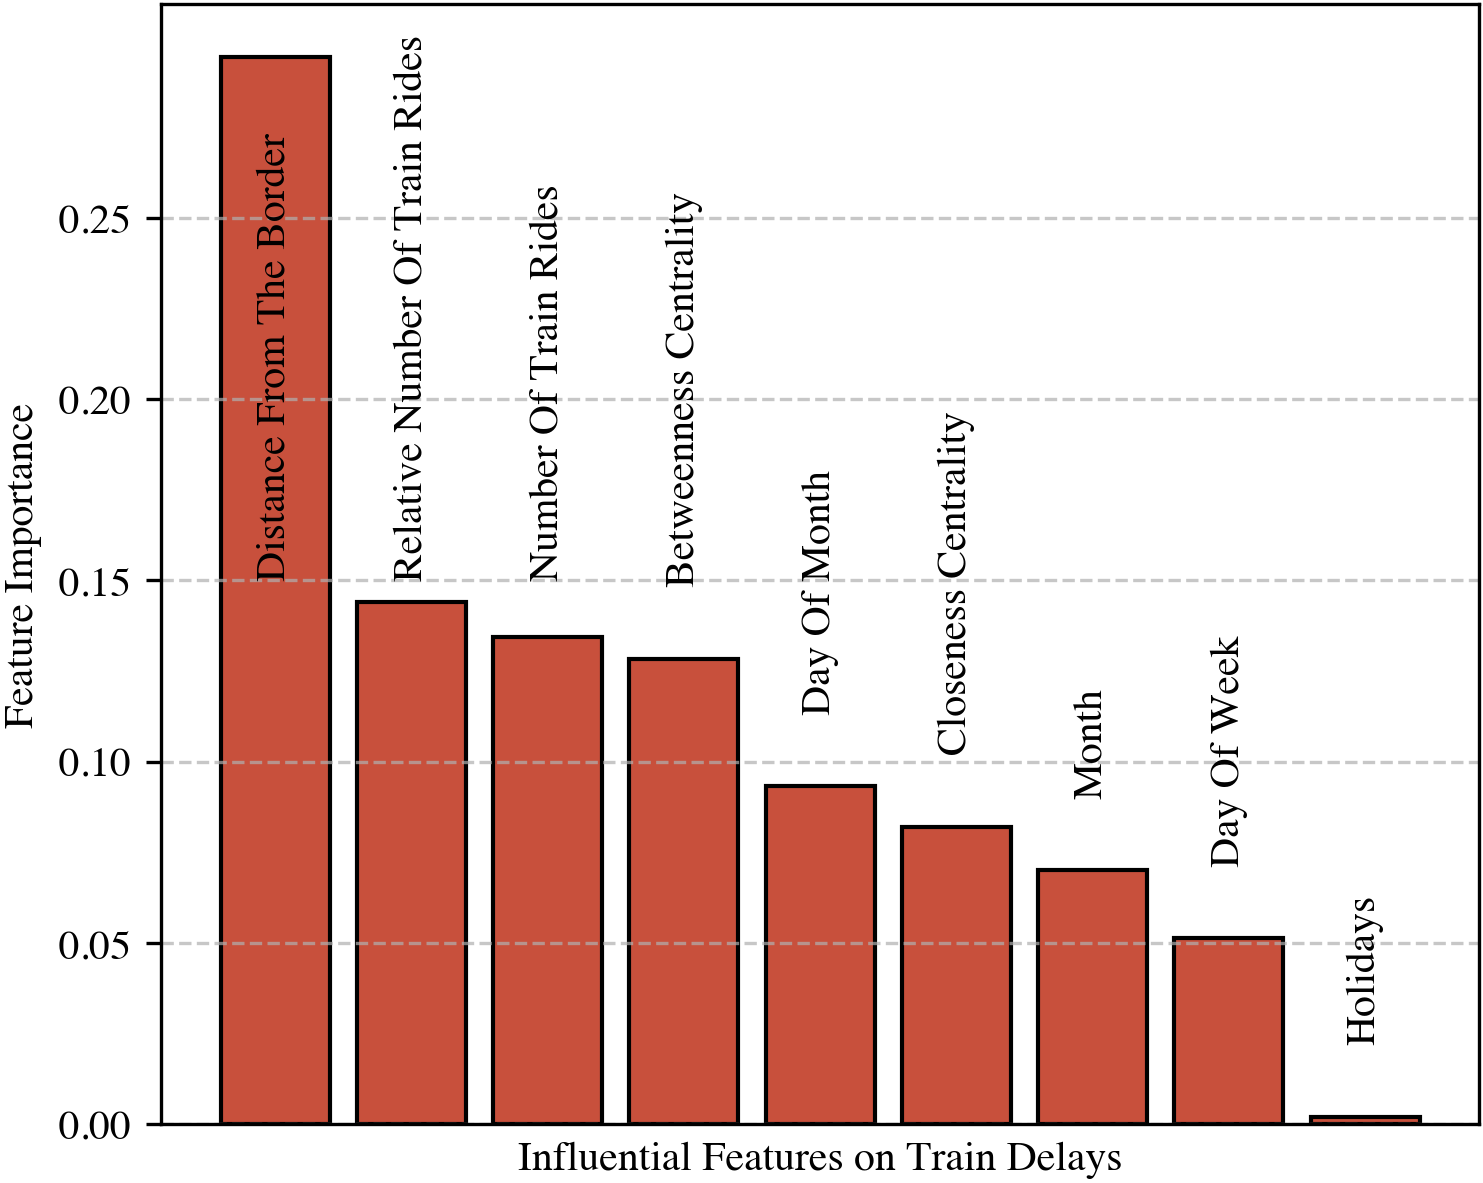 Feature Importance
0.25
0.20
0.15
0.10
0.05
0.00
Distance From The Border
Relative Number Of Train Rides
Number Of Train Rides
Betweenness Centrality
Day Of Month
Closeness Centrality
Month
Day Of Week
Holidays
Influential Features on Train Delays